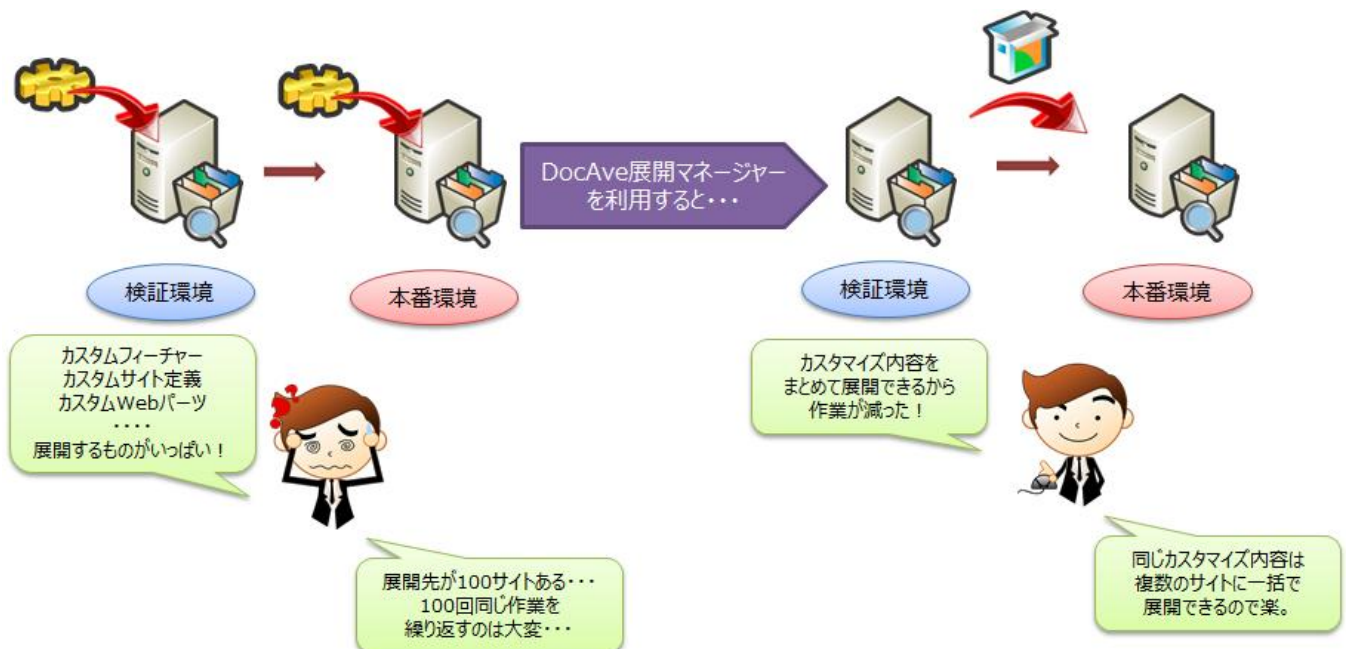 DocAve展開マネージャー
を利用すると・・・
検証環境
本番環境
検証環境
本番環境
カスタムフィーチャー
カスタムサイト定義
カスタムWebパーツ
・・・・
展開するものがいっぱい！
展開先が100サイトある・・・
100回同じ作業を
繰り返すのは大変・・・
カスタマイズ内容を
まとめて展開できるから
作業が減った！
同じカスタマイズ内容は
複数のサイトに一括で
展開できるので楽。